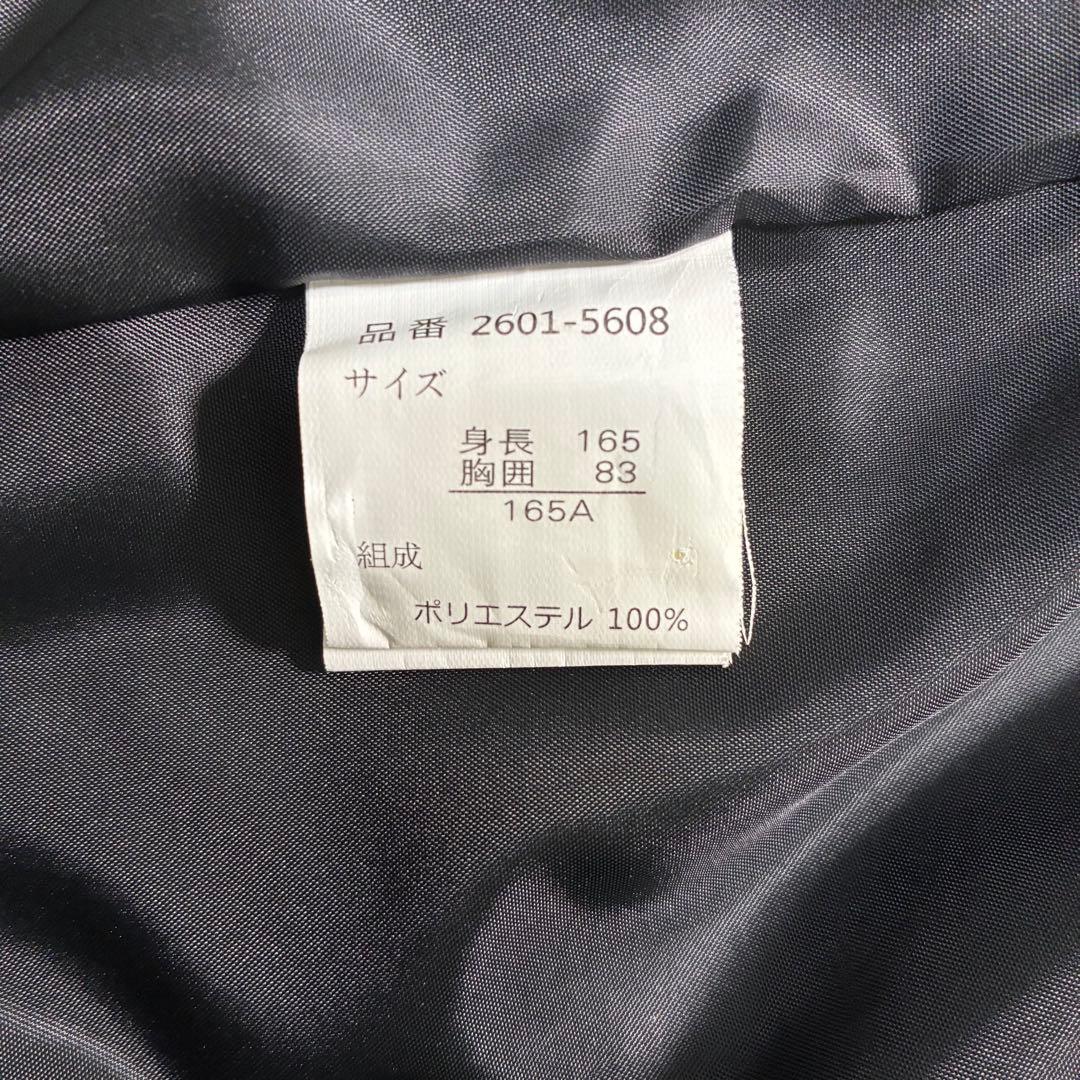 品番 2601-5608
サイズ
身長 165
胸囲 83
165A
組成
ポリエステル 100%